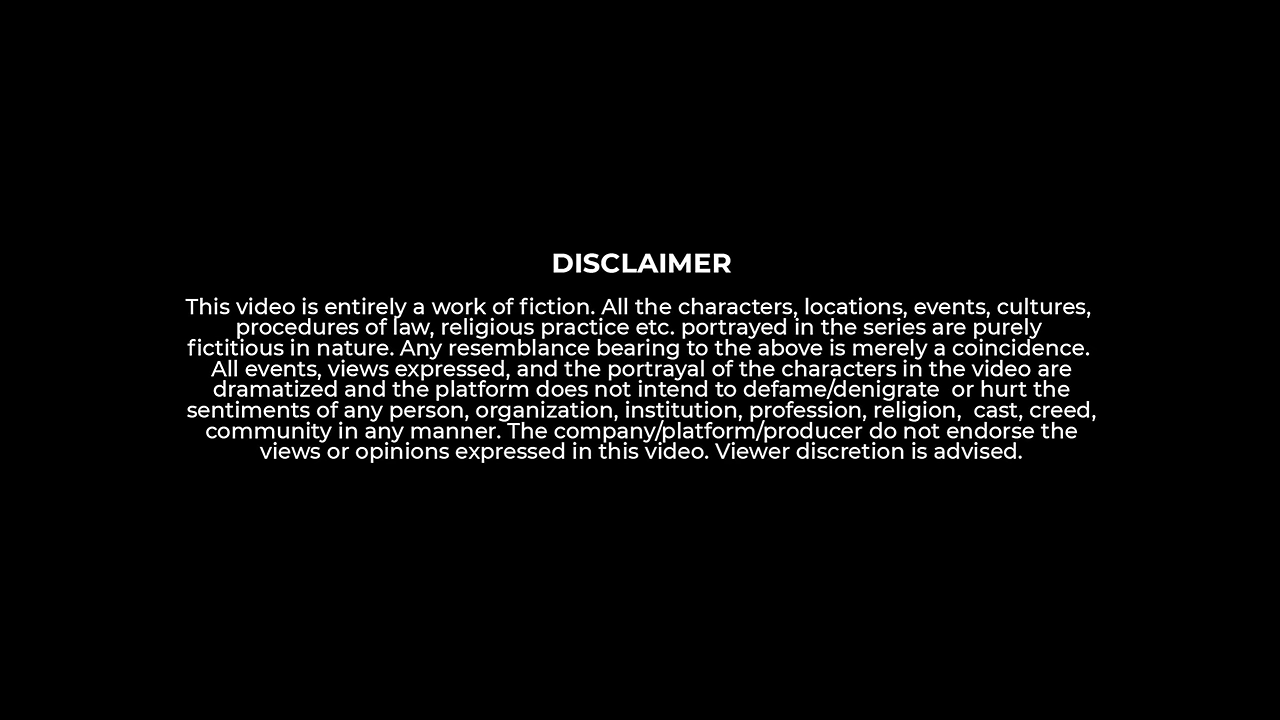 DISCLAIMER
This video is entirely a work of fiction. All the characters, locations, events, cultures,
procedures of law, religious practice etc. portrayed in the series are purely
fictitious in nature. Any resemblance bearing to the above is merely a coincidence.
All events, views expressed, and the portrayal of the characters in the video are
dramatized and the platform does not intend to defame/denigrate  or hurt the
sentiments of any person, organization, institution, profession, religion,  cast, creed,
community in any manner. The company/platform/producer do not endorse the
views or opinions expressed in this video. Viewer discretion is advised.